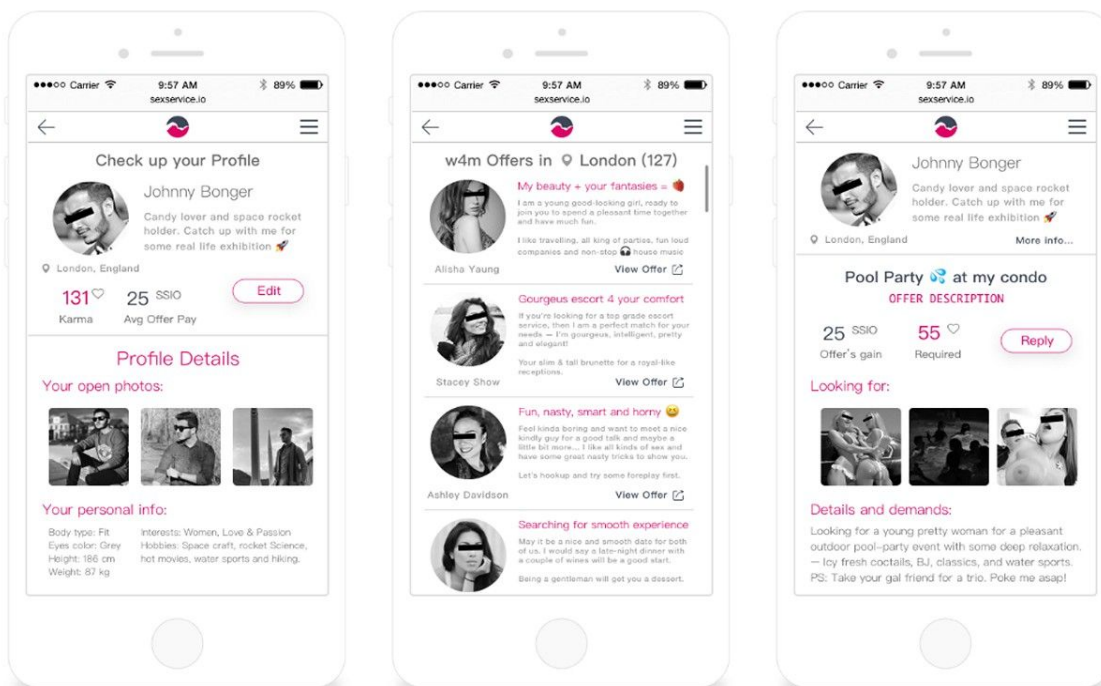 Carrier
9:57 AM
89%
sexservice.io
Check up your Profile
Johnny Bonger
Candy lover and space rocket
holder. Catch up with me for
some real life exhibition 🚀
London, England
131
25 SSIO
Edit
Karma
Avg Offer Pay
Profile Details
Your open photos:
Your personal info:
Body type: Fit
Eyes color: Grey
Height: 186 cm
Weight: 87 kg
Interests: Women, Love & Passion
Hobbies: Space craft, rocket Science,
hot movies, water sports and hiking.
Carrier
9:57 AM
89%
sexservice.io
w4m Offers in London (127)
My beauty + your fantasies = 🍓
I am a young good-looking girl, ready to
join you to spend a pleasant time together
and have much fun.
I like travelling, all king of parties, fun loud
companies and non-stop 🎧 house music
Alisha Yaung
View Offer
Gourgeus escort 4 your comfort
If you're looking for a top grade escort
service, then I am a perfect match for your
needs — I'm gourgeus, intelligent, pretty
and elegant!
Your slim & tall brunette for a royal-like
receptions.
Stacey Show
View Offer
Fun, nasty, smart and horny 😀
Feel kinda boring and want to meet a nice
kindly guy for a good talk and maybe a
little bit more... I like all kinds of sex and
have some great nasty tricks to show you.
Let's hookup and try some foreplay first.
Ashley Davidson
View Offer
Searching for smooth experience
May it be a nice and smooth date for both
of us. I would say a late-night dinner with
a couple of wines will be a good start.
Being a gentleman will get you a dessert.
Carrier
9:57 AM
89%
sexservice.io
Johnny Bonger
Candy lover and space rocket
holder. Catch up with me for
some real life exhibition 🚀
London, England
More info...
Pool Party 💦 at my condo
OFFER DESCRIPTION
25 SSIO
55
Reply
Offer's gain
Required
Looking for:
Details and demands:
Looking for a young pretty woman for a pleasant
outdoor pool-party event with some deep relaxation.
— Icy fresh coctails, BJ, classics, and water sports.
PS: Take your gal friend for a trio. Poke me asap!